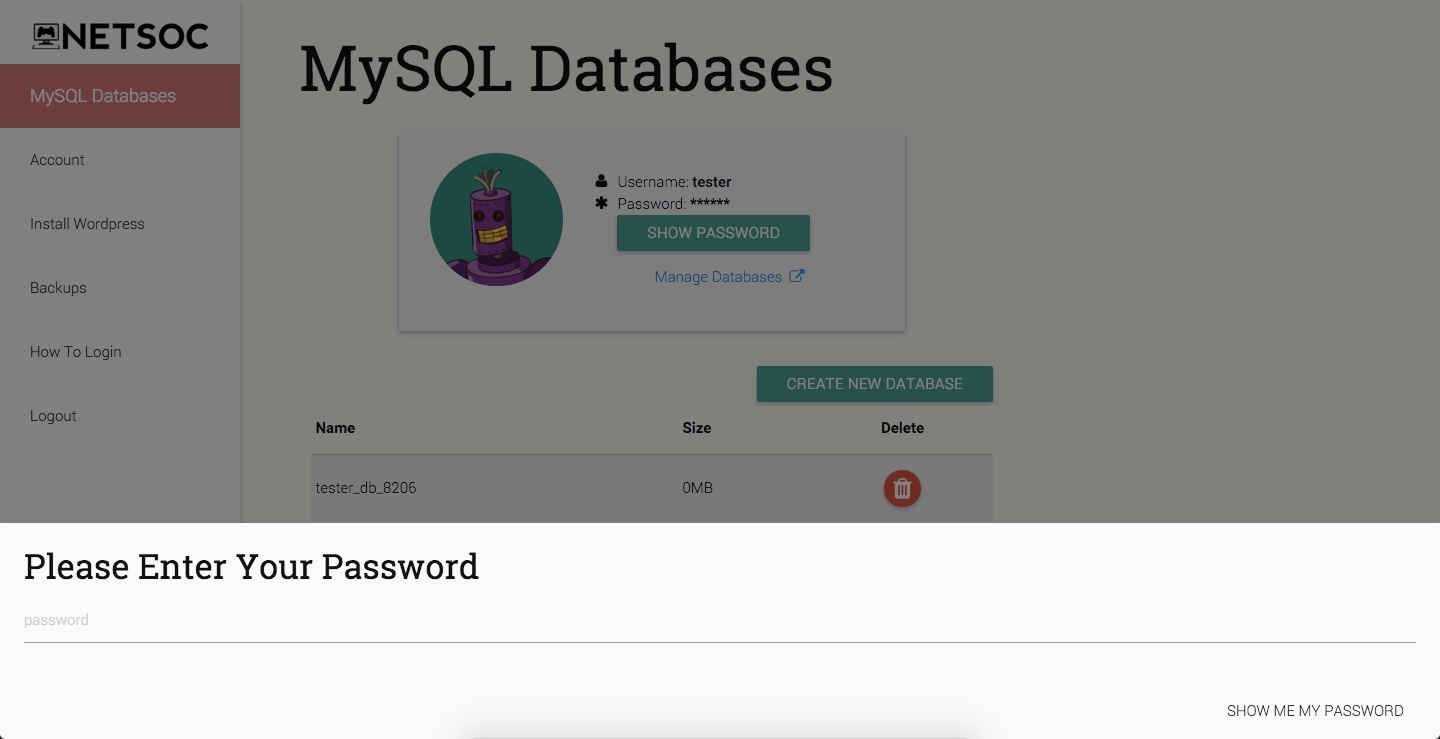 NETSOC
MySQL Databases
Account
Install Wordpress
Backups
How To Login
Logout
MySQL Databases
Username: tester
Password: ******
SHOW PASSWORD
Manage Databases
CREATE NEW DATABASE
Name Size Delete
tester_db_8206 0MB
Please Enter Your Password
password
SHOW ME MY PASSWORD